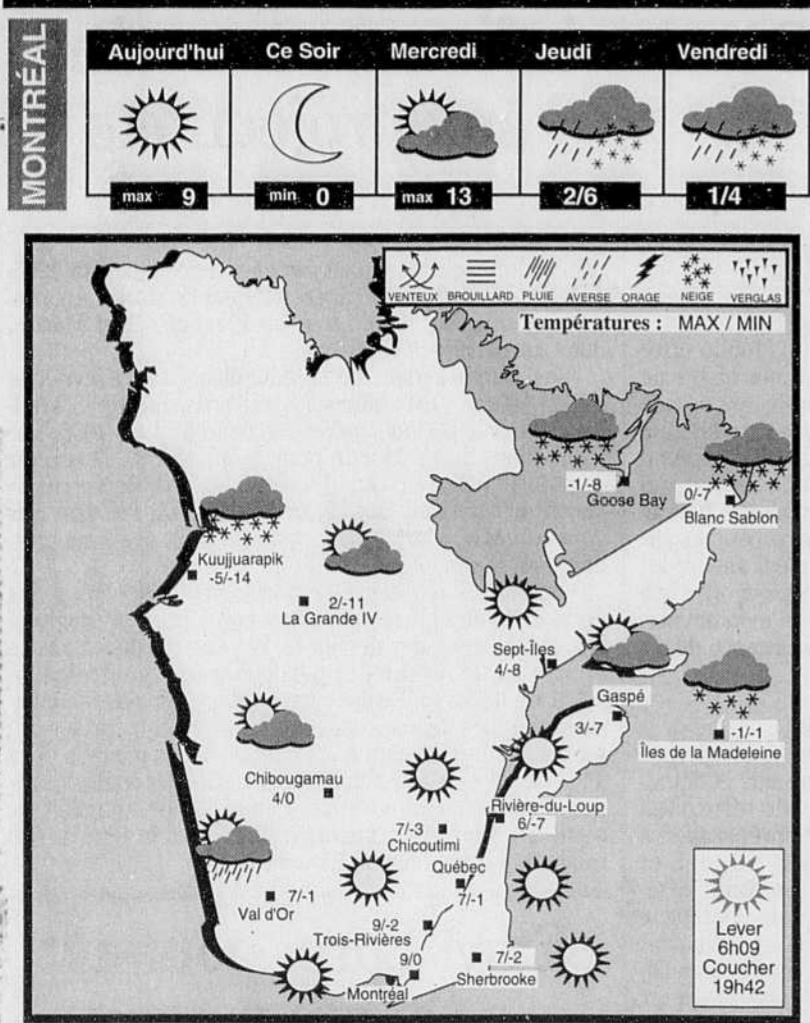 MONTRÉAL
Aujourd'hui Ce Soir Mercredi Jeudi Vendredi
max 9 min 0 max 13 2/6 1/4
VENTEUX BROUILLARD PLUIE AVERSE ORAGE NEIGE VERGLAS
Températures : MAX / MIN
-1/-8
Goose Bay
0/-7
Blanc Sablon
Kuujjuarapik
-5/-14
2/-11
La Grande IV
Sept-Îles
4/-8
Gaspé
3/-7
-1/-1
Îles de la Madeleine
Chibougamau
4/0
Rivière-du-Loup
6/-7
7/-3
Chicoutimi
Québec
7/-1
7/-1
Val d'Or
9/-2
Trois-Rivières
9/0
Montréal
7/-2
Sherbrooke
Lever
6h09
Coucher
19h42